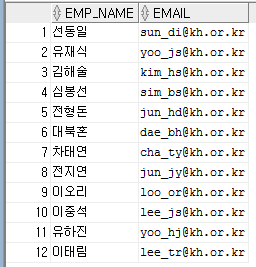 EMP_NAME EMAIL
1 선동일 sun_di@kh.or.kr
2 유재식 yoo_js@kh.or.kr
3 김해술 kim_hs@kh.or.kr
4 심봉선 sim_bs@kh.or.kr
5 전형돈 jun_hd@kh.or.kr
6 대북혼 dae_bh@kh.or.kr
7 차태연 cha_ty@kh.or.kr
8 전지연 jun_jy@kh.or.kr
9 이오리 loo_or@kh.or.kr
10 이중석 lee_js@kh.or.kr
11 유하진 yoo_hj@kh.or.kr
12 이태림 lee_tr@kh.or.kr